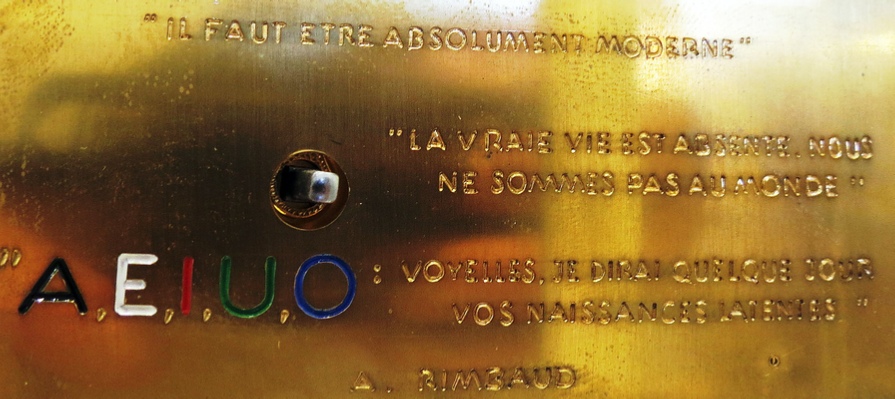 "IL FAUT ETRE ABSOLUMENT MODERNE"
"LA VRAIE VIE EST ABSENTE. NOUS
NE SOMMES PAS AU MONDE"
"A,E,I,U,O : VOYELLES, JE DIRAI QUELQUE JOUR
VOS NAISSANCES LATENTES "
A. RIMBAUD